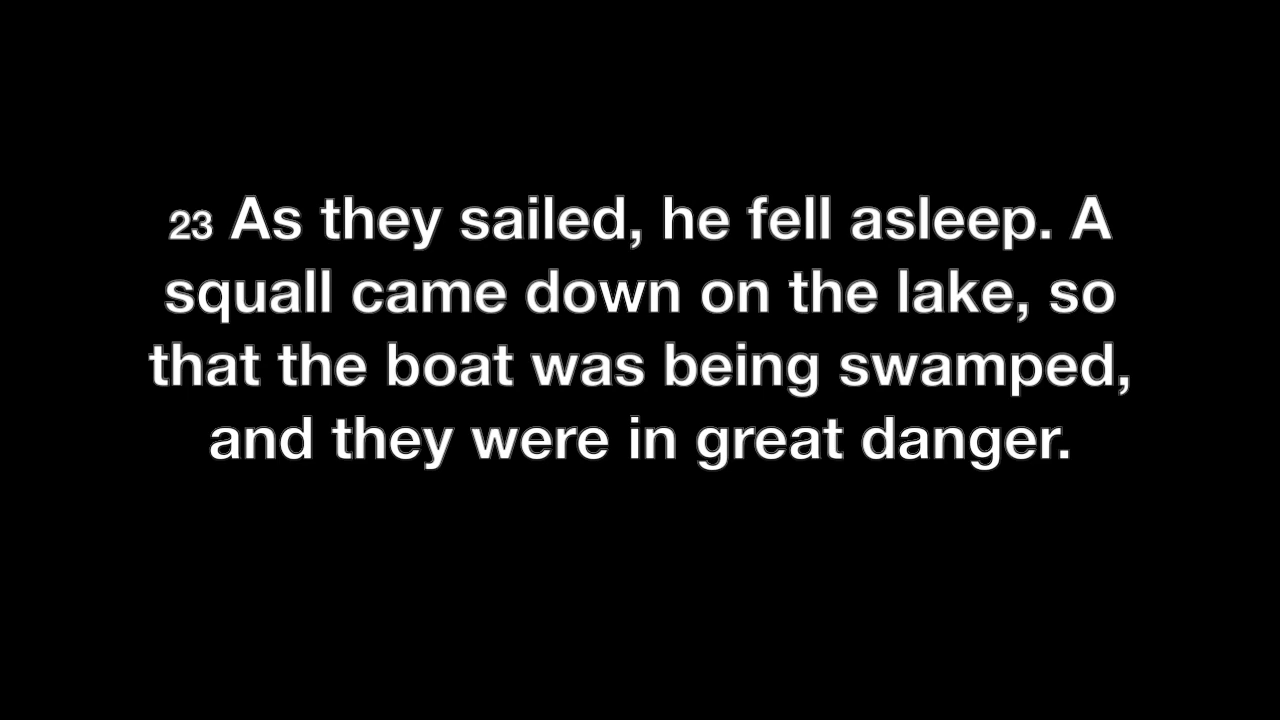 23 As they sailed, he fell asleep. A
squall came down on the lake, so
that the boat was being swamped,
and they were in great danger.